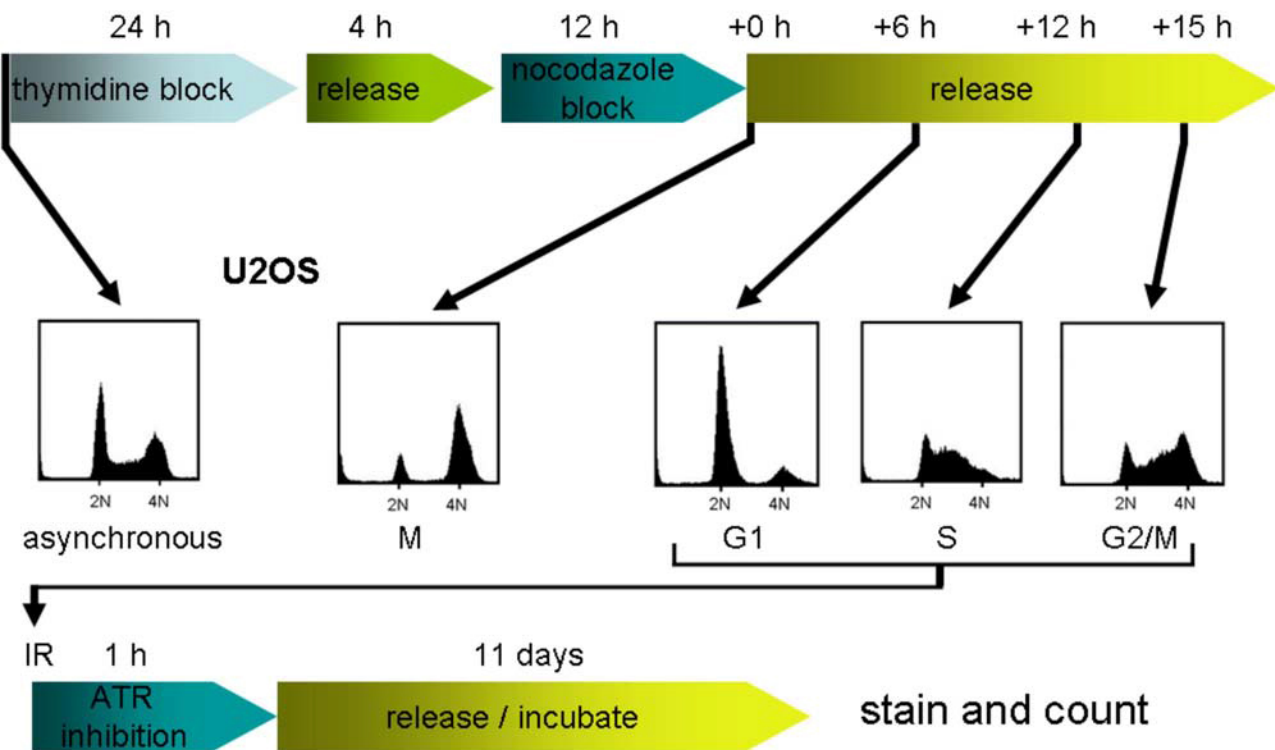 24 h 4 h 12 h +0 h +6 h +12 h +15 h
thymidine block release nocodazole block release
U2OS
2N 4N 2N 4N 2N 4N 2N 4N 2N 4N
asynchronous M G1 S G2/M
IR 1 h 11 days
ATR inhibition release / incubate stain and count